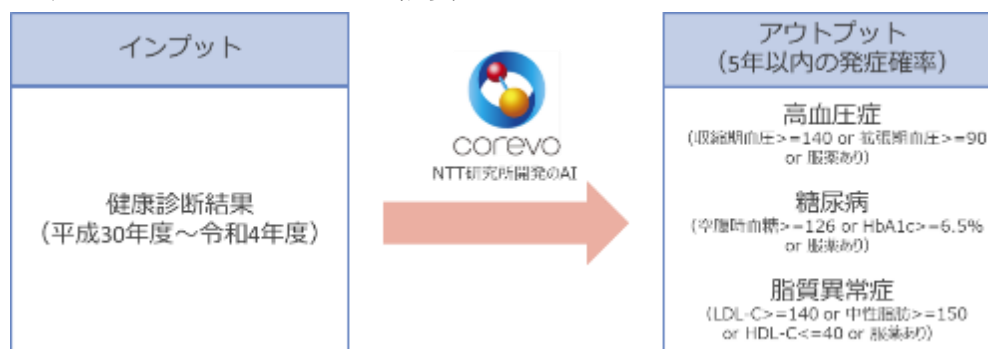 インプット
健康診断結果
（平成30年度～令和4年度）
corevo
NTT研究所開発のAI
アウトプット
（5年以内の発症確率）
高血圧症
(収縮期血圧>=140 or 拡張期血圧>=90
or 服薬あり)
糖尿病
(空腹時血糖>=126 or HbA1c>=6.5%
or 服薬あり)
脂質異常症
(LDL-C>=140 or 中性脂肪>=150
or HDL-C<=40 or 服薬あり)